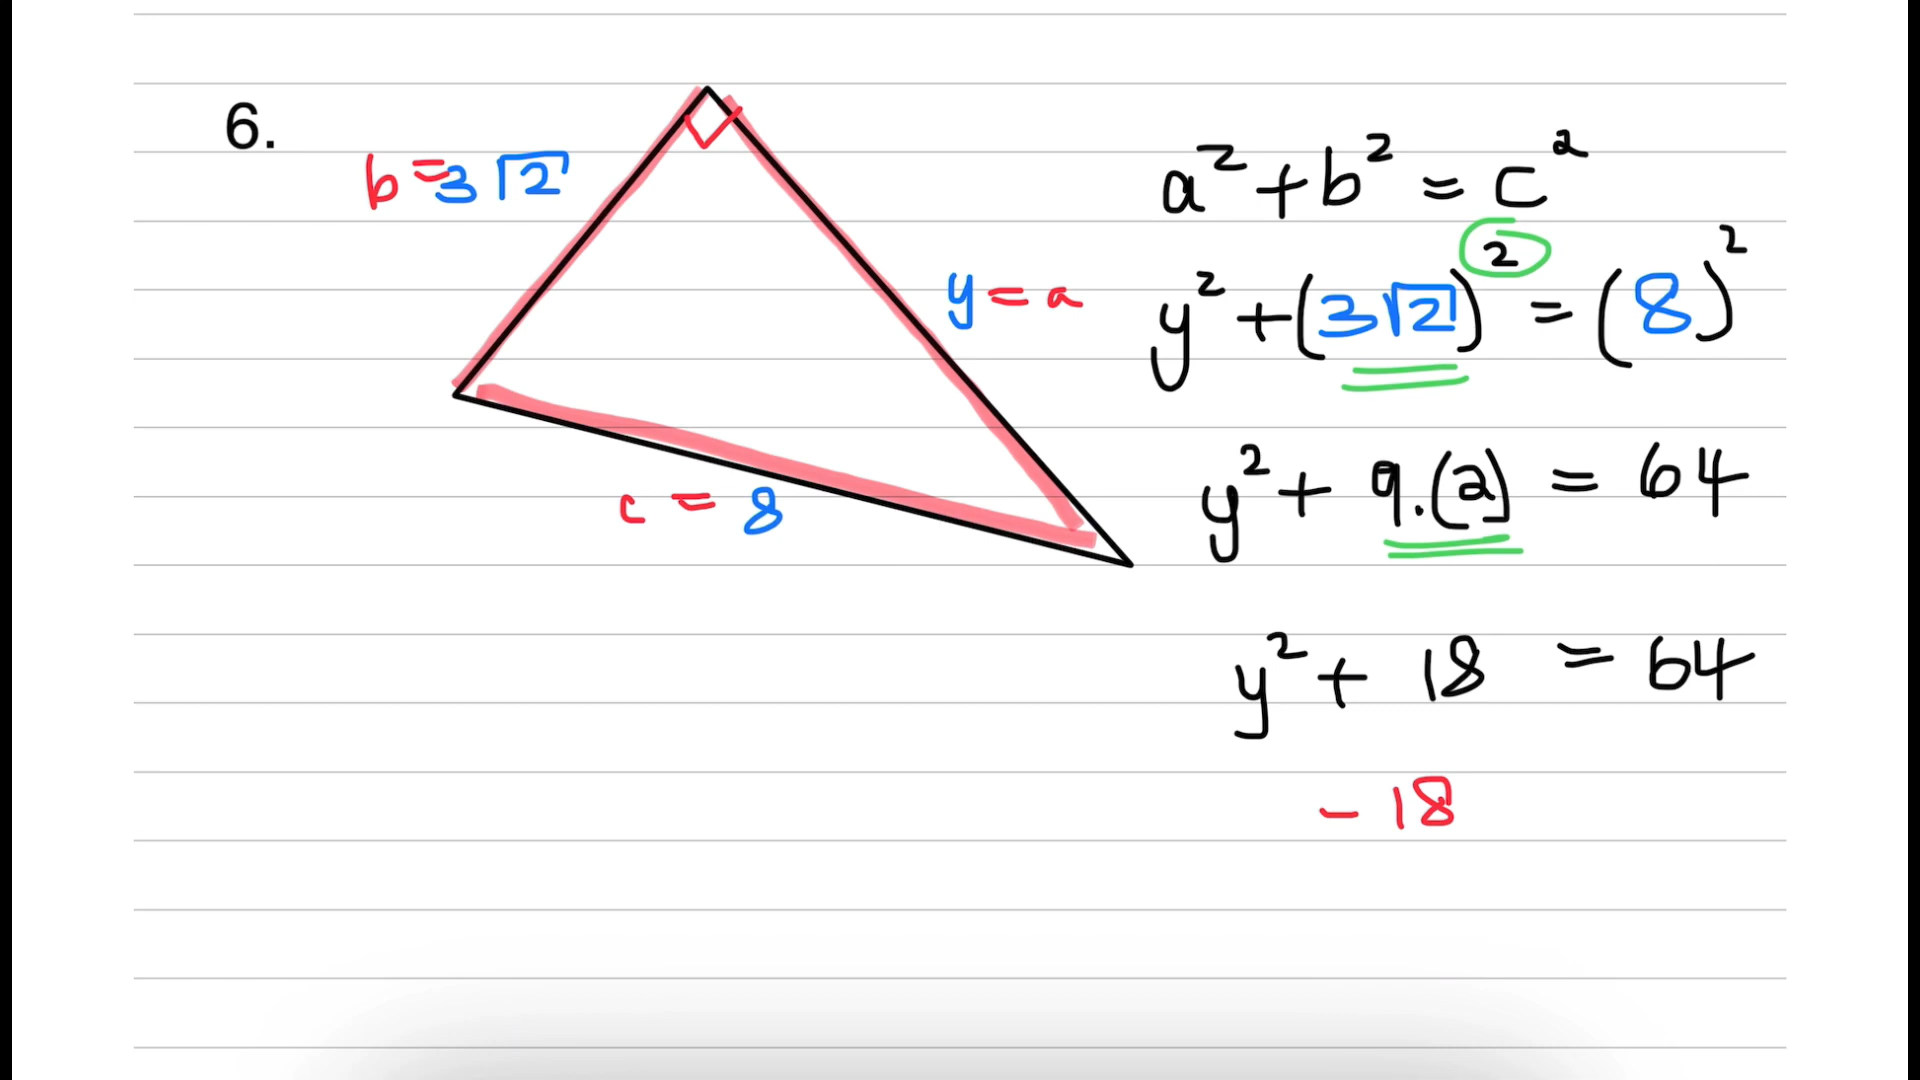 6.
b=3√2
y = a
c = 8
a² + b² = c²
y² + (3√2)² = (8)²
y² + 9.(2) = 64
y² + 18 = 64
- 18